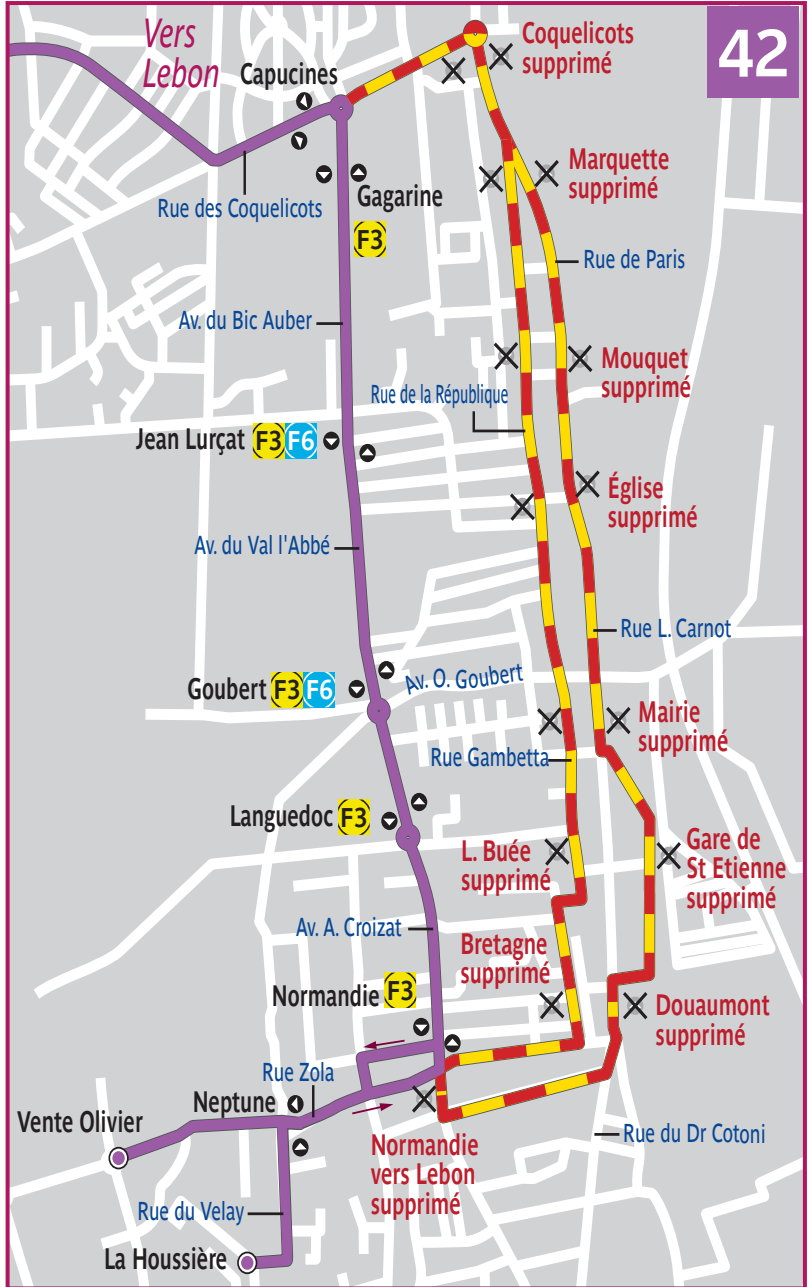 Vers
Lebon
Coquelicots
supprimé
42
Capucines
Marquette
supprimé
Gagarine
Rue des Coquelicots
F3
Rue de Paris
Av. du Bic Auber
Mouquet
supprimé
Rue de la République
Jean Lurçat F3 F6
Église
supprimé
Av. du Val l'Abbé
Rue L. Carnot
Goubert F3 F6
Av. O. Goubert
Mairie
supprimé
Rue Gambetta
Languedoc F3
L. Buée
supprimé
Gare de
St Etienne
supprimé
Av. A. Croizat
Bretagne
supprimé
Normandie F3
Douaumont
supprimé
Rue Zola
Neptune
Vente Olivier
Normandie
vers Lebon
supprimé
Rue du Dr Cotoni
Rue du Velay
La Houssière